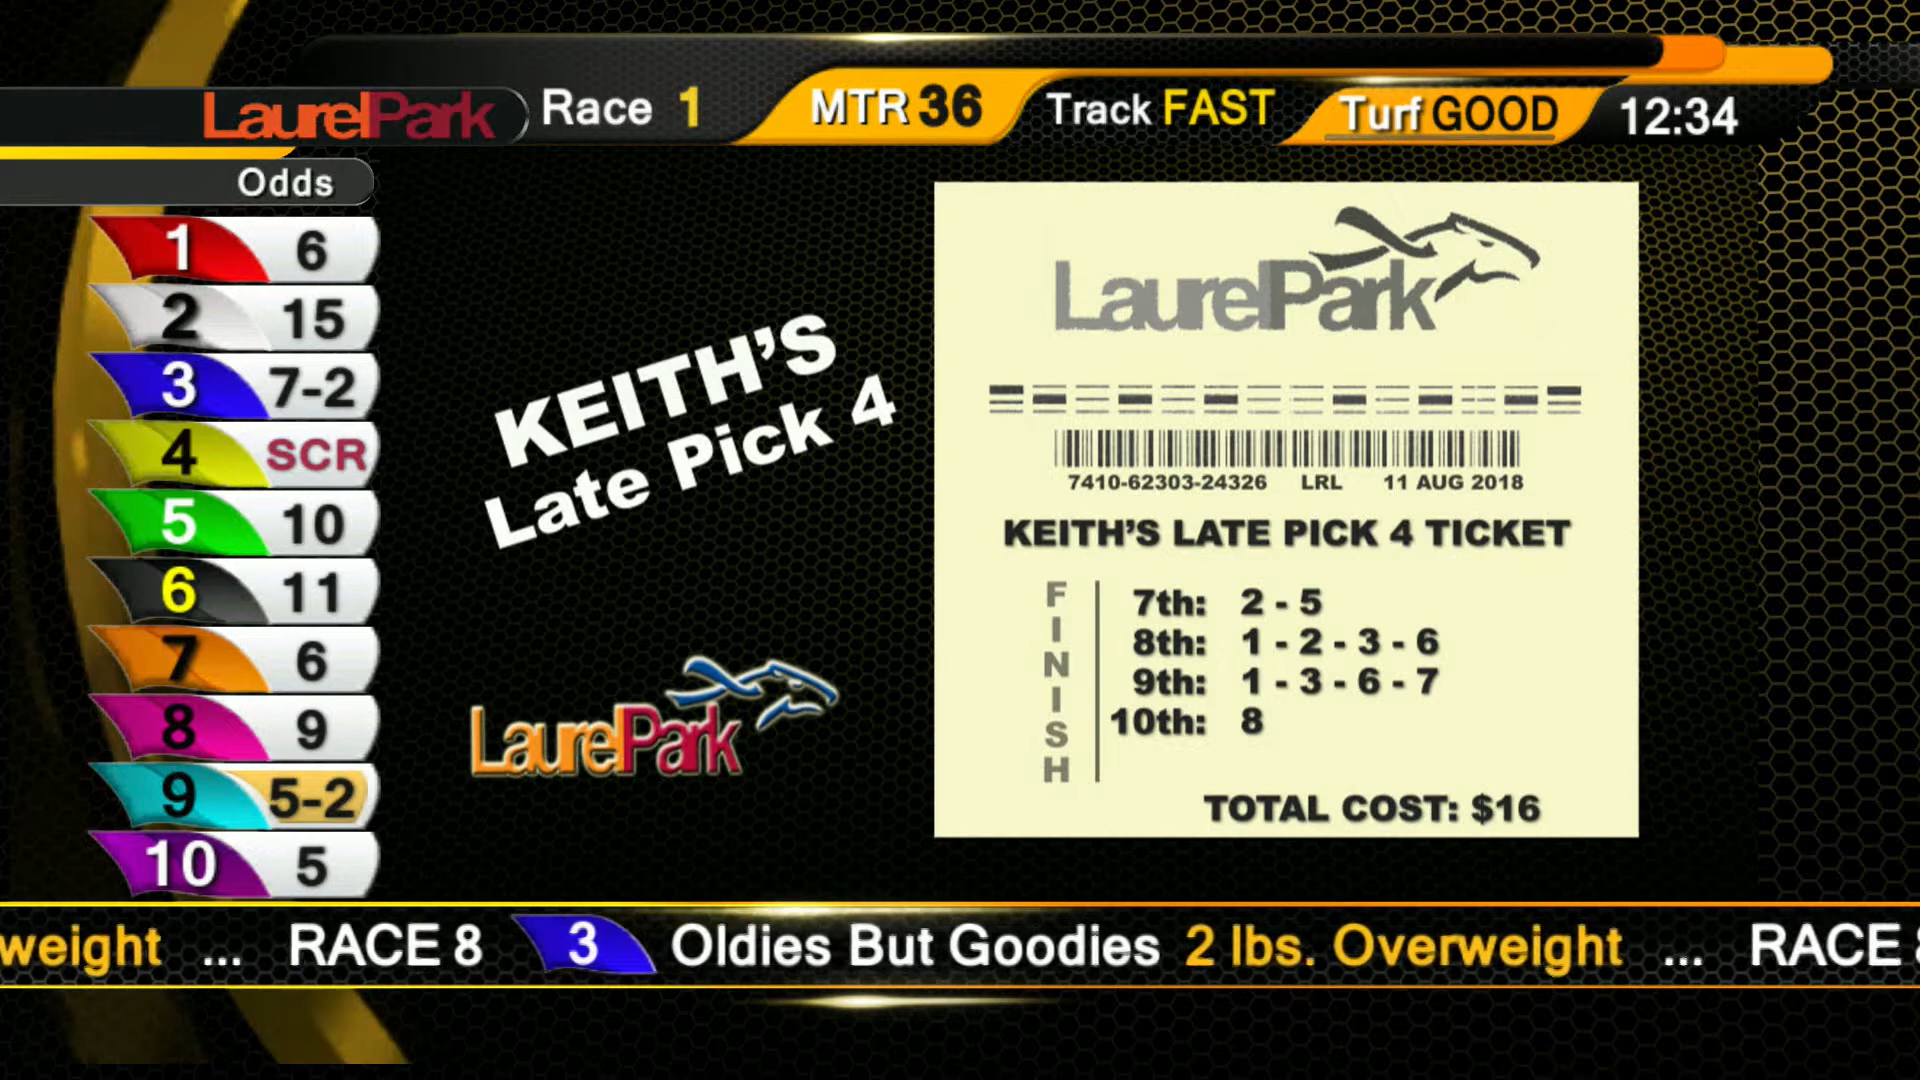 LaurelPark Race 1 MTR 36 Track FAST Turf GOOD 12:34
Odds
1 6
2 15
3 7-2
4 SCR
5 10
6 11
7 6
8 9
9 5-2
10 5
KEITH'S
Late Pick 4
LaurelPark
LaurelPark
7410-62303-24326 LRL 11 AUG 2018
KEITH'S LATE PICK 4 TICKET
FINISH
7th: 2 - 5
8th: 1 - 2 - 3 - 6
9th: 1 - 3 - 6 - 7
10th: 8
TOTAL COST: $16
weight ... RACE 8 3 Oldies But Goodies 2 lbs. Overweight ... RACE